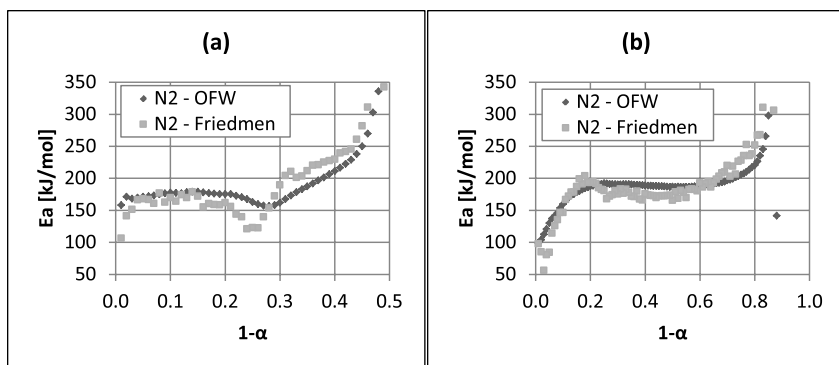 (a)
350
300
250
200
150
100
50
Ea [kJ/mol]
N2 - OFW
N2 - Friedmen
0.0 0.1 0.2 0.3 0.4 0.5
1-α
(b)
350
300
250
200
150
100
50
Ea [kJ/mol]
N2 - OFW
N2 - Friedmen
0.0 0.2 0.4 0.6 0.8 1.0
1-α